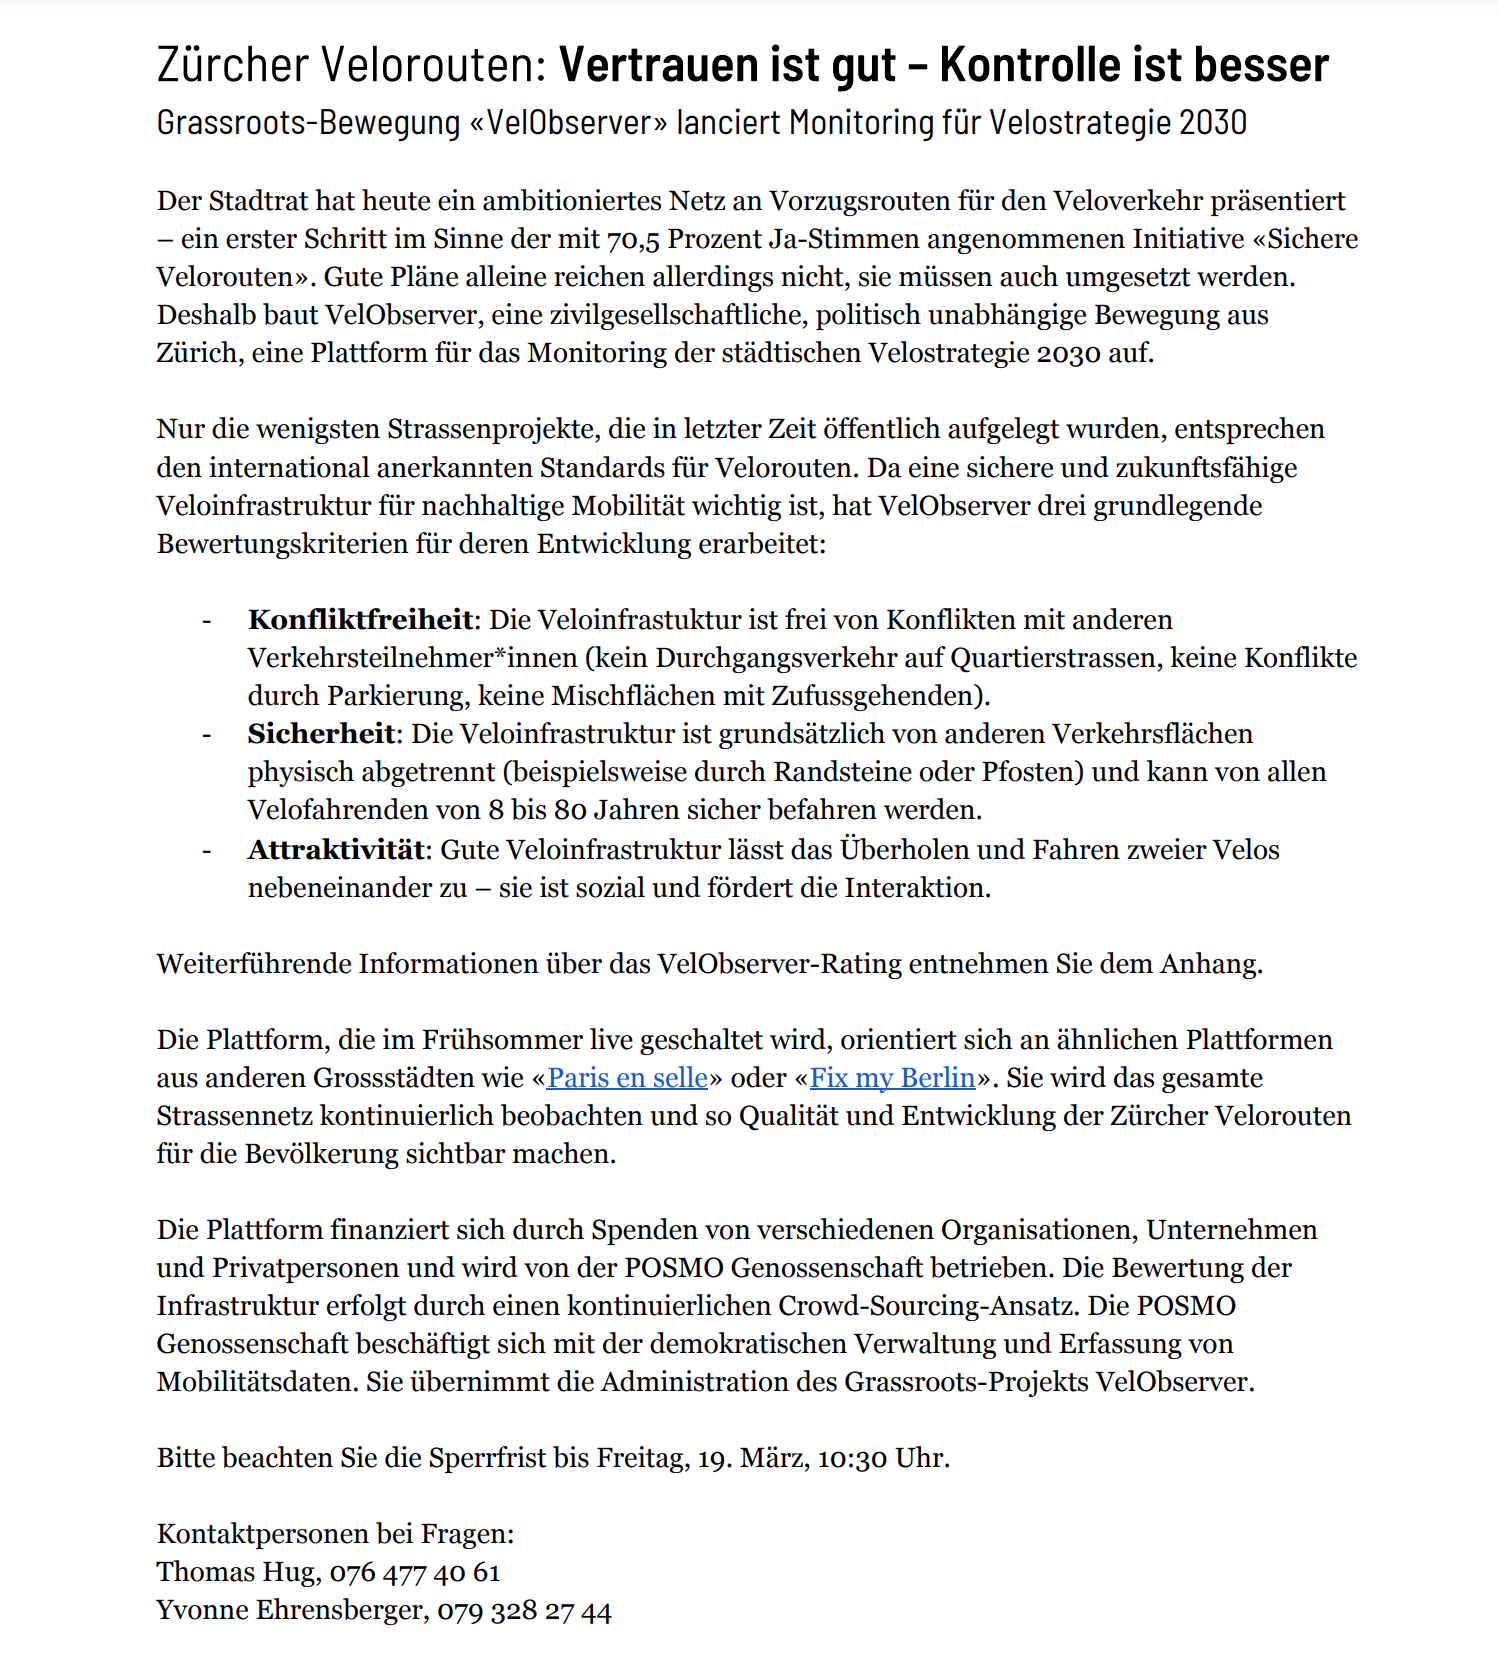 Zürcher Velorouten: Vertrauen ist gut – Kontrolle ist besser
Grassroots-Bewegung «VelObserver» lanciert Monitoring für Velostrategie 2030
Der Stadtrat hat heute ein ambitioniertes Netz an Vorzugsrouten für den Veloverkehr präsentiert
– ein erster Schritt im Sinne der mit 70,5 Prozent Ja-Stimmen angenommenen Initiative «Sichere
Velorouten». Gute Pläne alleine reichen allerdings nicht, sie müssen auch umgesetzt werden.
Deshalb baut VelObserver, eine zivilgesellschaftliche, politisch unabhängige Bewegung aus
Zürich, eine Plattform für das Monitoring der städtischen Velostrategie 2030 auf.
Nur die wenigsten Strassenprojekte, die in letzter Zeit öffentlich aufgelegt wurden, entsprechen
den international anerkannten Standards für Velorouten. Da eine sichere und zukunftsfähige
Veloinfrastruktur für nachhaltige Mobilität wichtig ist, hat VelObserver drei grundlegende
Bewertungskriterien für deren Entwicklung erarbeitet:
- Konfliktfreiheit: Die Veloinfrastuktur ist frei von Konflikten mit anderen
Verkehrsteilnehmer*innen (kein Durchgangsverkehr auf Quartierstrassen, keine Konflikte
durch Parkierung, keine Mischflächen mit Zufussgehenden).
- Sicherheit: Die Veloinfrastruktur ist grundsätzlich von anderen Verkehrsflächen
physisch abgetrennt (beispielsweise durch Randsteine oder Pfosten) und kann von allen
Velofahrenden von 8 bis 80 Jahren sicher befahren werden.
- Attraktivität: Gute Veloinfrastruktur lässt das Überholen und Fahren zweier Velos
nebeneinander zu – sie ist sozial und fördert die Interaktion.
Weiterführende Informationen über das VelObserver-Rating entnehmen Sie dem Anhang.
Die Plattform, die im Frühsommer live geschaltet wird, orientiert sich an ähnlichen Plattformen
aus anderen Grossstädten wie «Paris en selle» oder «Fix my Berlin». Sie wird das gesamte
Strassennetz kontinuierlich beobachten und so Qualität und Entwicklung der Zürcher Velorouten
für die Bevölkerung sichtbar machen.
Die Plattform finanziert sich durch Spenden von verschiedenen Organisationen, Unternehmen
und Privatpersonen und wird von der POSMO Genossenschaft betrieben. Die Bewertung der
Infrastruktur erfolgt durch einen kontinuierlichen Crowd-Sourcing-Ansatz. Die POSMO
Genossenschaft beschäftigt sich mit der demokratischen Verwaltung und Erfassung von
Mobilitätsdaten. Sie übernimmt die Administration des Grassroots-Projekts VelObserver.
Bitte beachten Sie die Sperrfrist bis Freitag, 19. März, 10:30 Uhr.
Kontaktpersonen bei Fragen:
Thomas Hug, 076 477 40 61
Yvonne Ehrensberger, 079 328 27 44